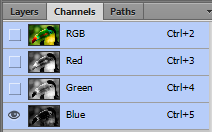 Layers Channels Paths
RGB Ctrl+2
Red Ctrl+3
Green Ctrl+4
Blue Ctrl+5